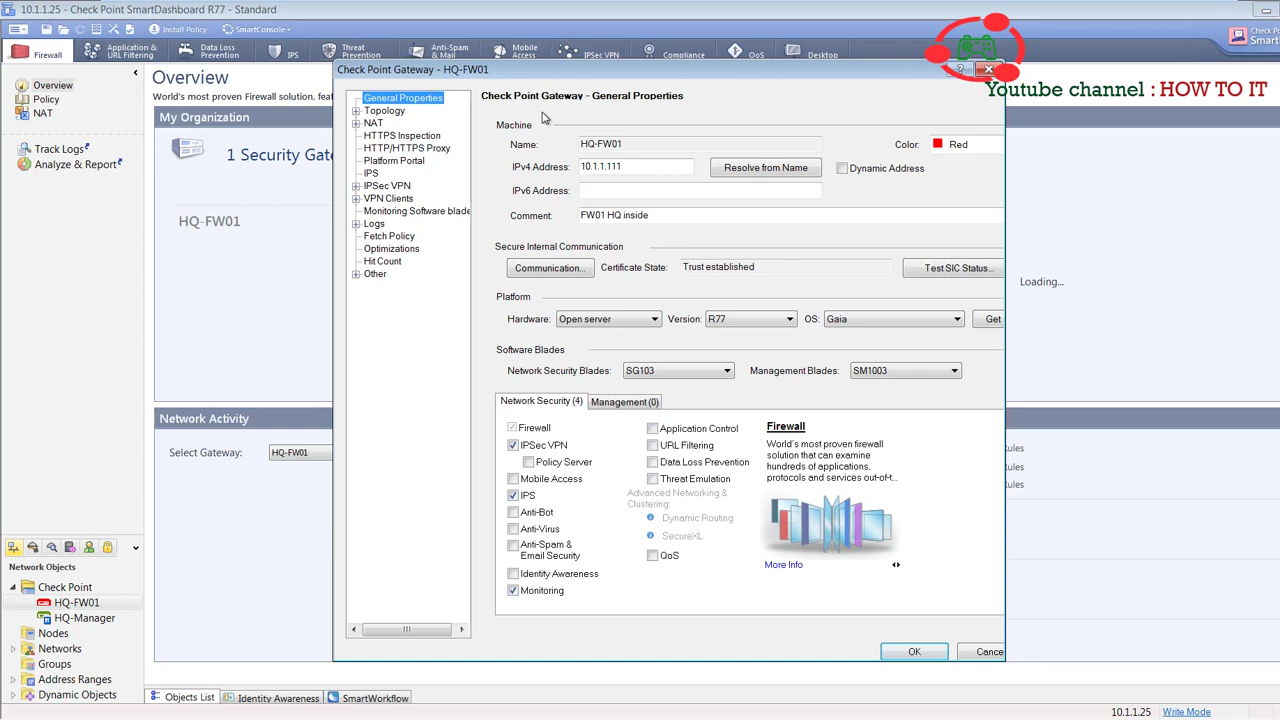 10.1.1.25 - Check Point SmartDashboard R77 - Standard
Install Policy SmartConsole
Check Po
SmartD
Firewall
Application & URL Filtering
Data Loss Prevention
IPS
Threat Prevention
Anti-Spam & Mail
Mobile Access
IPSec VPN
Compliance
QoS
Desktop
Youtube channel : HOW TO IT
Overview
Policy
NAT
Track Logs
Analyze & Report
Overview
World's most proven Firewall solution, feat
My Organization
1 Security Gate
HQ-FW01
Network Activity
Select Gateway: HQ-FW01
Loading...
Rules
Rules
Rules
Check Point Gateway - HQ-FW01
General Properties
Topology
NAT
HTTPS Inspection
HTTP/HTTPS Proxy
Platform Portal
IPS
IPSec VPN
VPN Clients
Monitoring Software blade
Logs
Fetch Policy
Optimizations
Hit Count
Other
Check Point Gateway - General Properties
Machine
Name: HQ-FW01 Color: Red
IPv4 Address: 10.1.1.111 Resolve from Name Dynamic Address
IPv6 Address:
Comment: FW01 HQ inside
Secure Internal Communication
Communication... Certificate State: Trust established Test SIC Status...
Platform
Hardware: Open server Version: R77 OS: Gaia Get
Software Blades
Network Security Blades: SG103 Management Blades: SM1003
Network Security (4) Management (0)
Firewall
IPSec VPN
Policy Server
Mobile Access
IPS
Anti-Bot
Anti-Virus
Anti-Spam &
Email Security
Identity Awareness
Monitoring
Application Control
URL Filtering
Data Loss Prevention
Threat Emulation
Advanced Networking &
Clustering:
Dynamic Routing
SecureXL
QoS
Firewall
World's most proven firewall
solution that can examine
hundreds of applications,
protocols and services out-of-t...
More Info
OK Cance
Network Objects
Check Point
HQ-FW01
HQ-Manager
Nodes
Networks
Groups
Address Ranges
Dynamic Objects
Objects List Identity Awareness SmartWorkflow
10.1.1.25 Write Mode